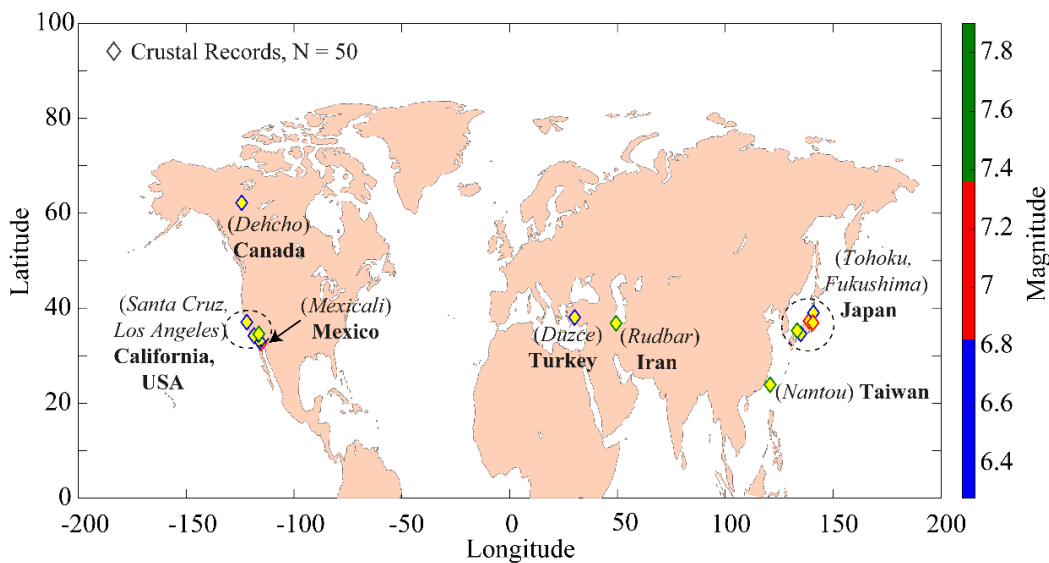 100
80
60
40
20
0
Latitude
Crustal Records, N = 50
(Dehcho)
Canada
(Santa Cruz,
Los Angeles)
California,
USA
(Mexicali)
Mexico
(Duzce)
Turkey
(Rudbar)
Iran
(Tohoku,
Fukushima)
Japan
(Nantou) Taiwan
-200 -150 -100 -50 0 50 100 150 200
Longitude
7.8
7.6
7.4
7.2
7
6.8
6.6
6.4
Magnitude